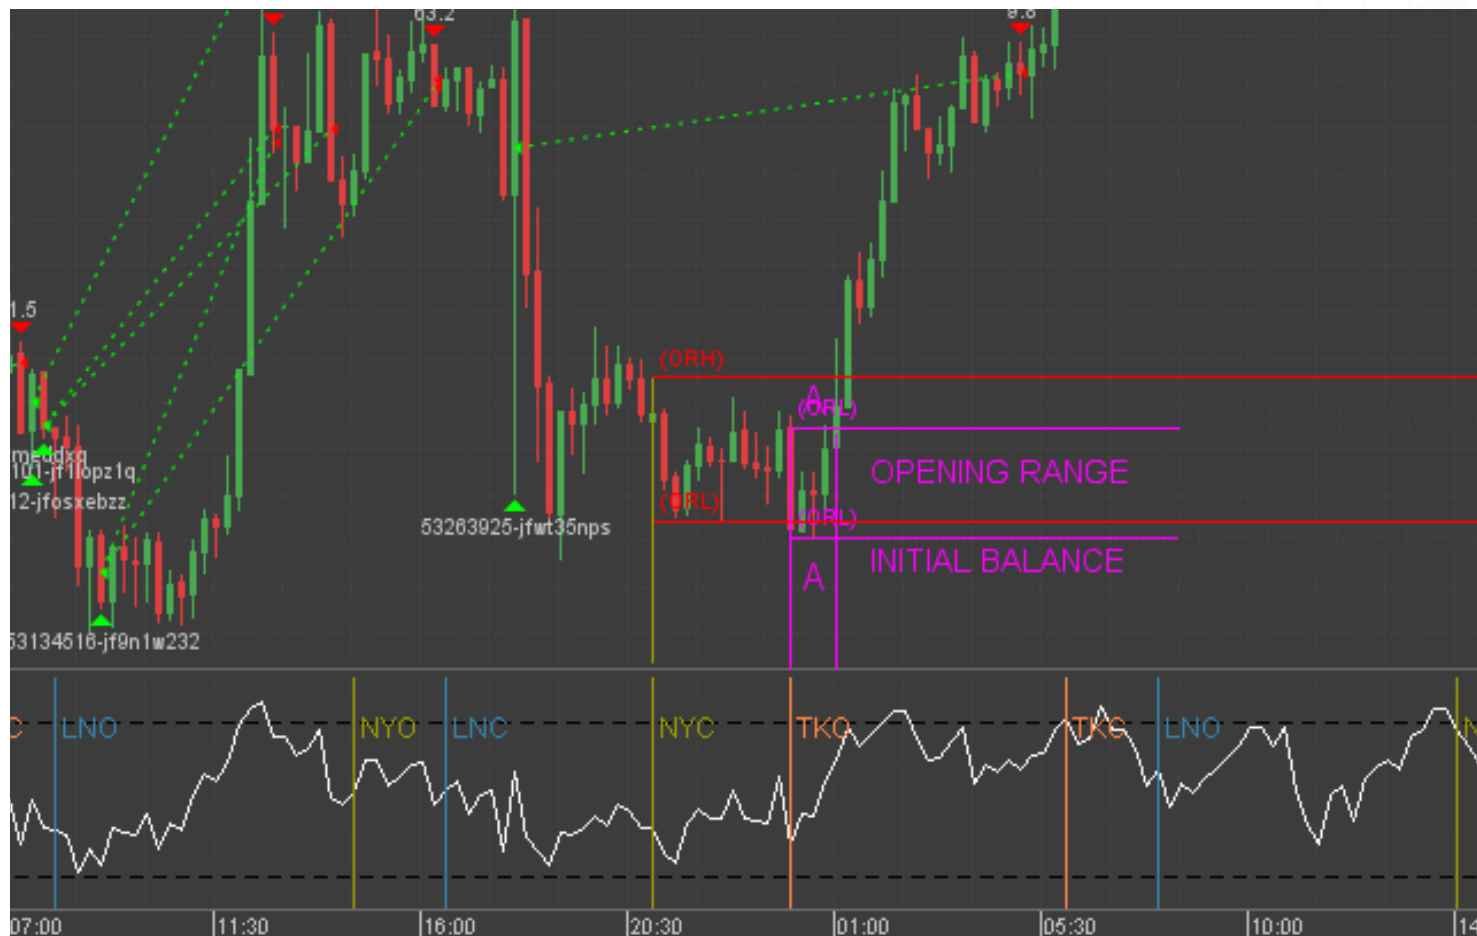 63.2
9.8
1.5
(ORH)
A
(ORL)
OPENING RANGE
(ORL)
(ORL)
53263925-jfwt35nps
INITIAL BALANCE
A
12-jfosxebzz
53134516-jf9n1w232
LNO
NYO
LNC
NYC
TKO
TKC
LNO
07:00
11:30
16:00
20:30
01:00
05:30
10:00